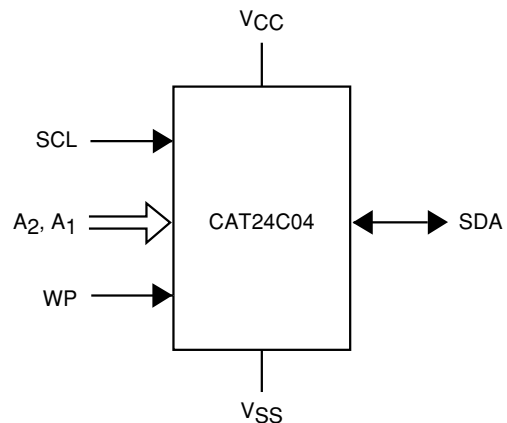 VCC
SCL
A2, A1
CAT24C04
SDA
WP
VSS